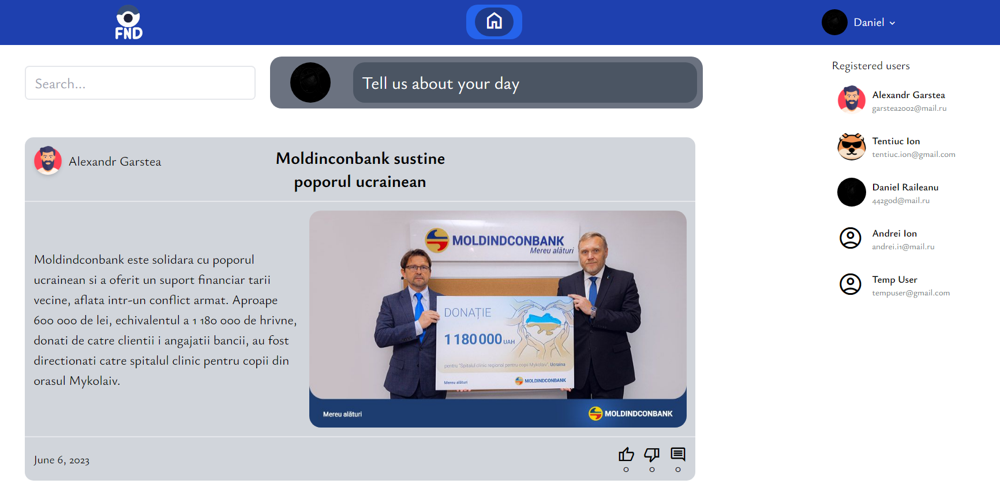 FND
Daniel
Search...
Tell us about your day
Registered users
Alexandr Garstea
garstea2002@mail.ru
Tentiuc Ion
tentiuc.ion@gmail.com
Daniel Raileanu
442god@mail.ru
Andrei Ion
andrei.i1@mail.ru
Temp User
tempuser@gmail.com
Alexandr Garstea
Moldinconbank sustine
poporul ucrainean
Moldindconbank este solidara cu poporul
ucrainean si a oferit un suport financiar tarii
vecine, aflata intr-un conflict armat. Aproape
600 000 de lei, echivalentul a 1 180 000 de hrivne,
donati de catre clientii i angajatii bancii, au fost
directionati catre spitalul clinic pentru copii din
orasul Mykolaiv.
MOLDINDCONBANK
Mereu alături
DONAȚIE
1 180 000 UAH
pentru "Spitalul clinic regional pentru copii Mykolaiv", Ucraina
Mereu alături
MOLDINDCONBANK
Mereu alături
MOLDINDCONBANK
June 6, 2023
0
0
0